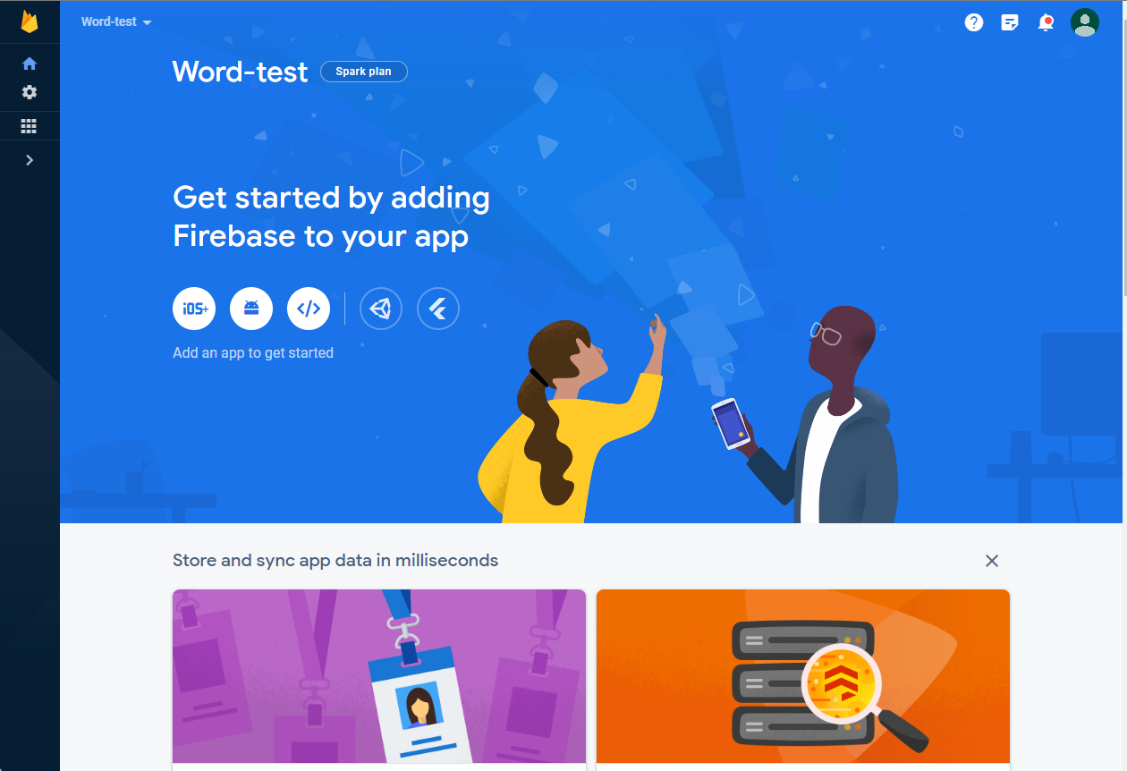 Word-test
Word-test
Spark plan
Get started by adding
Firebase to your app
iOS+
</>
Add an app to get started
Store and sync app data in milliseconds